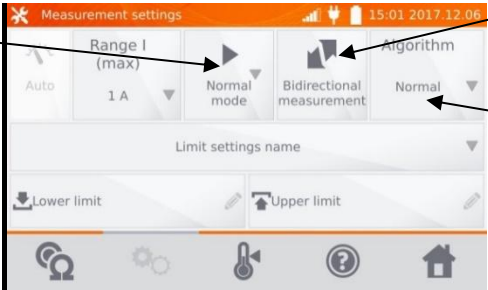 Measurement settings
15:01 2017.12.06
Auto
Range I
(max)
1 A
Normal
mode
Bidirectional
measurement
Algorithm
Normal
Limit settings name
Lower limit
Upper limit